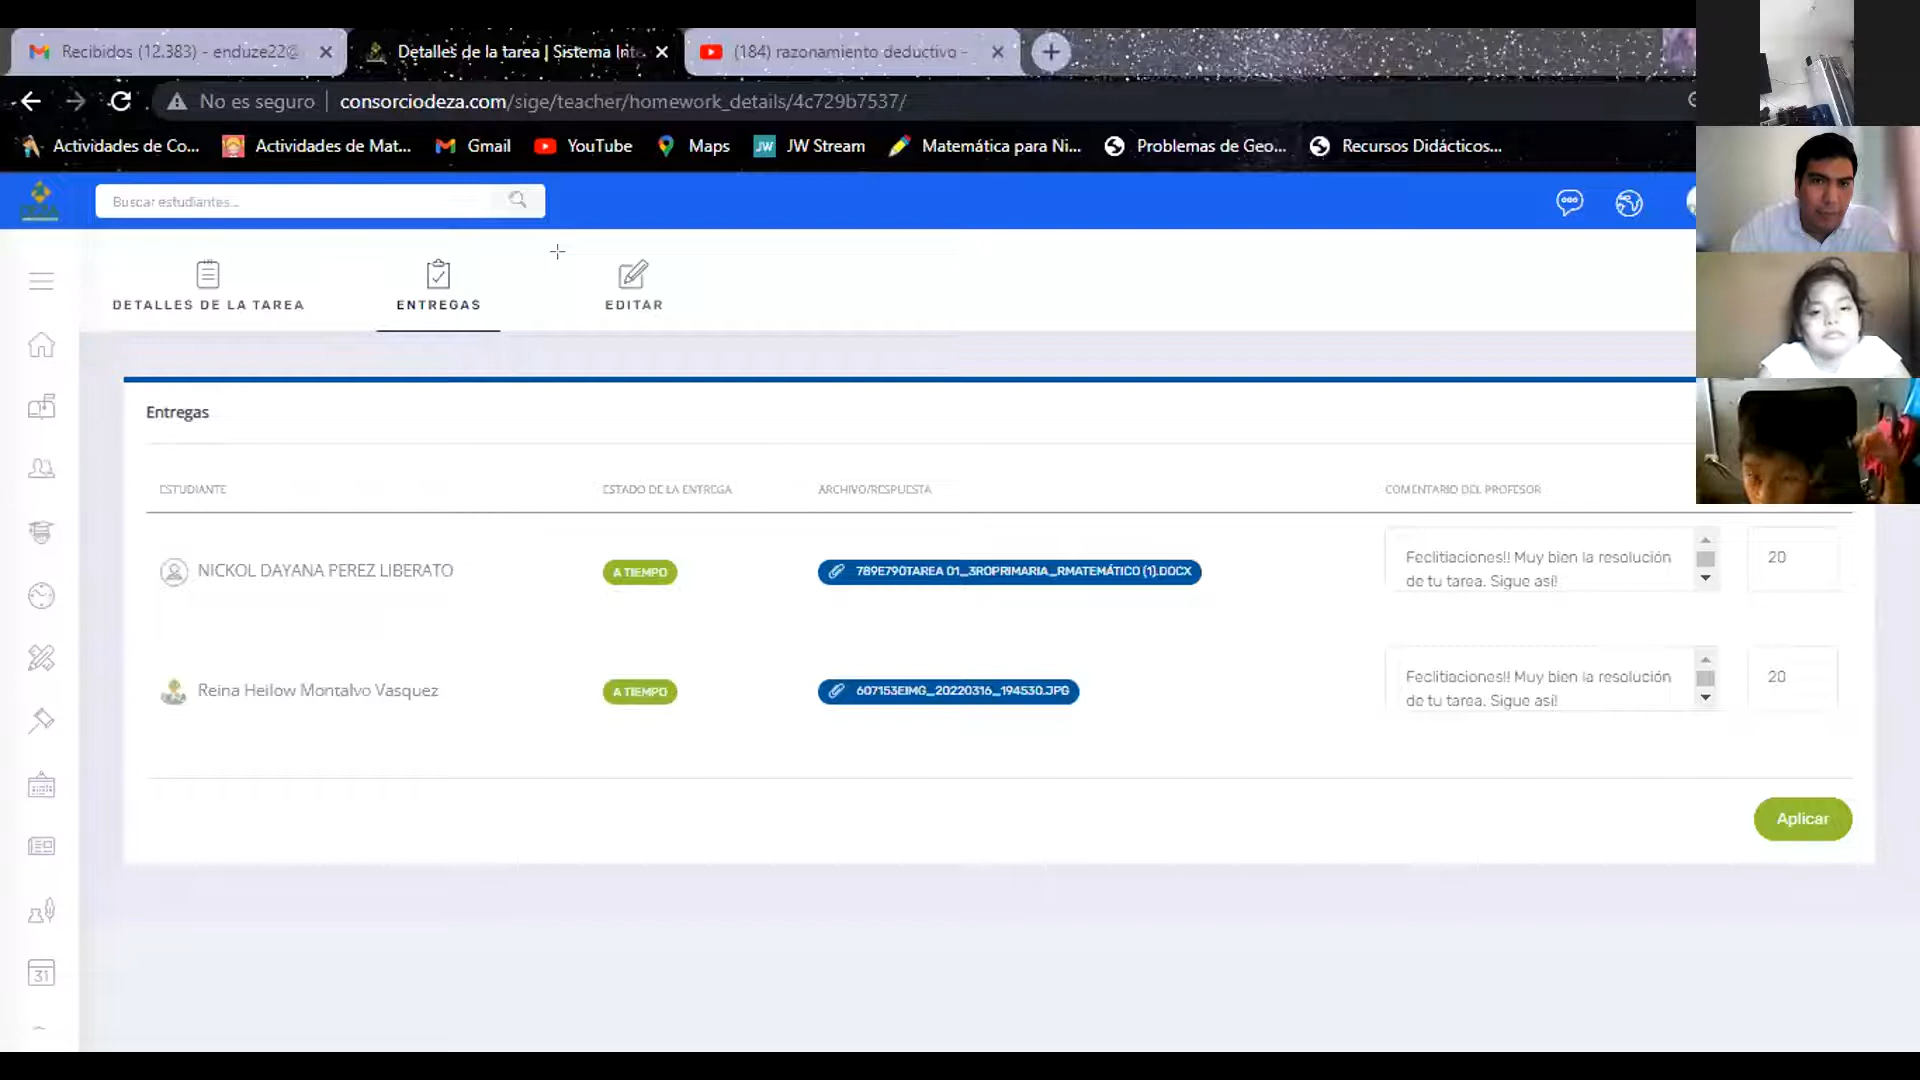 Recibidos (12.383) - enduze22@
Detalles de la tarea | Sistema Inte
(184) razonamiento deductivo -
No es seguro
consorciodeza.com/sige/teacher/homework_details/4c729b7537/
Actividades de Co...
Actividades de Mat...
Gmail
YouTube
Maps
JW
JW Stream
Matemática para Ni...
Problemas de Geo...
Recursos Didácticos...
DEZA
Buscar estudiantes...
DETALLES DE LA TAREA
ENTREGAS
EDITAR
Entregas
ESTUDIANTE
ESTADO DE LA ENTREGA
ARCHIVO/RESPUESTA
COMENTARIO DEL PROFESOR
NICKOL DAYANA PEREZ LIBERATO
A TIEMPO
789E790TAREA 01_3ROPRIMARIA_RMATEMÁTICO (1).DOCX
Feclitiaciones!! Muy bien la resolución
de tu tarea. Sigue así!
20
Reina Heilow Montalvo Vasquez
A TIEMPO
607153EIMG_20220316_194530.JPG
Feclitiaciones!! Muy bien la resolución
de tu tarea. Sigue así!
20
Aplicar
31